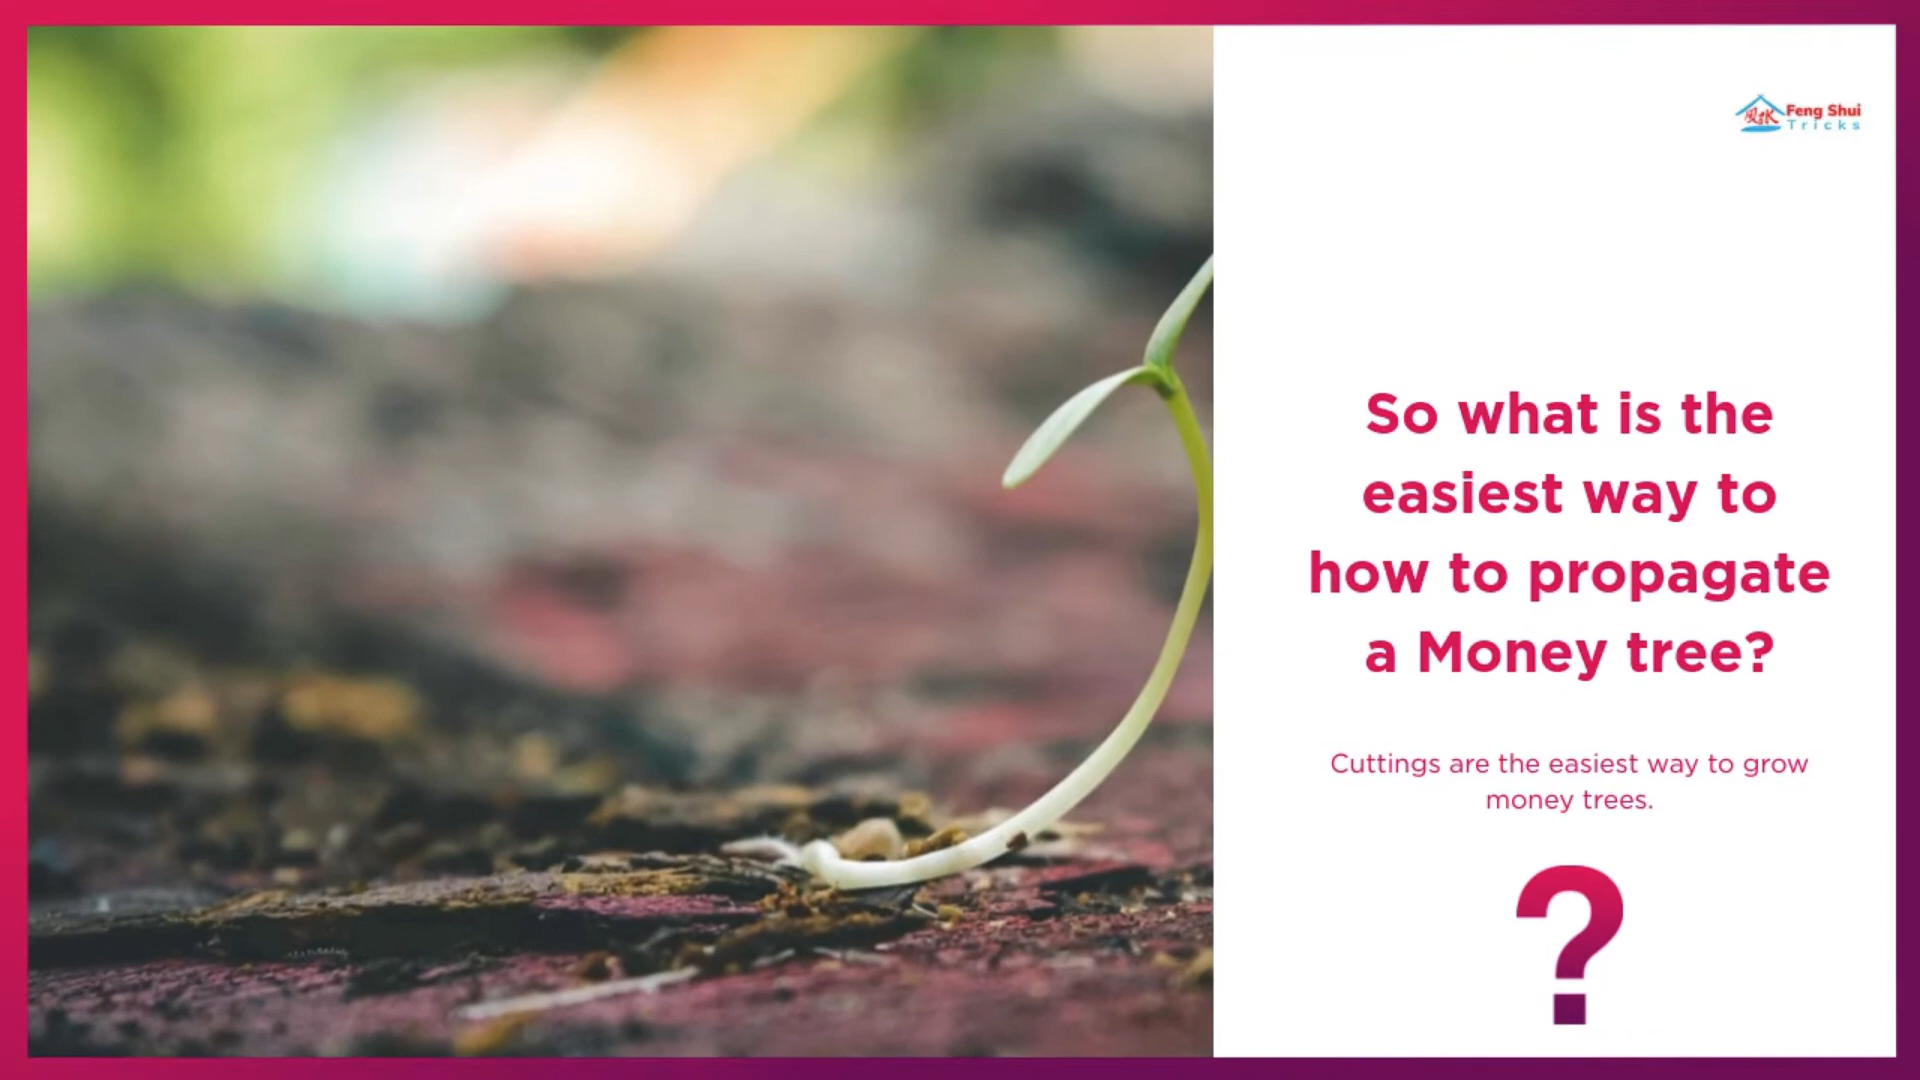 Feng Shui
Tricks
So what is the
easiest way to
how to propagate
a Money tree?
Cuttings are the easiest way to grow
money trees.
?